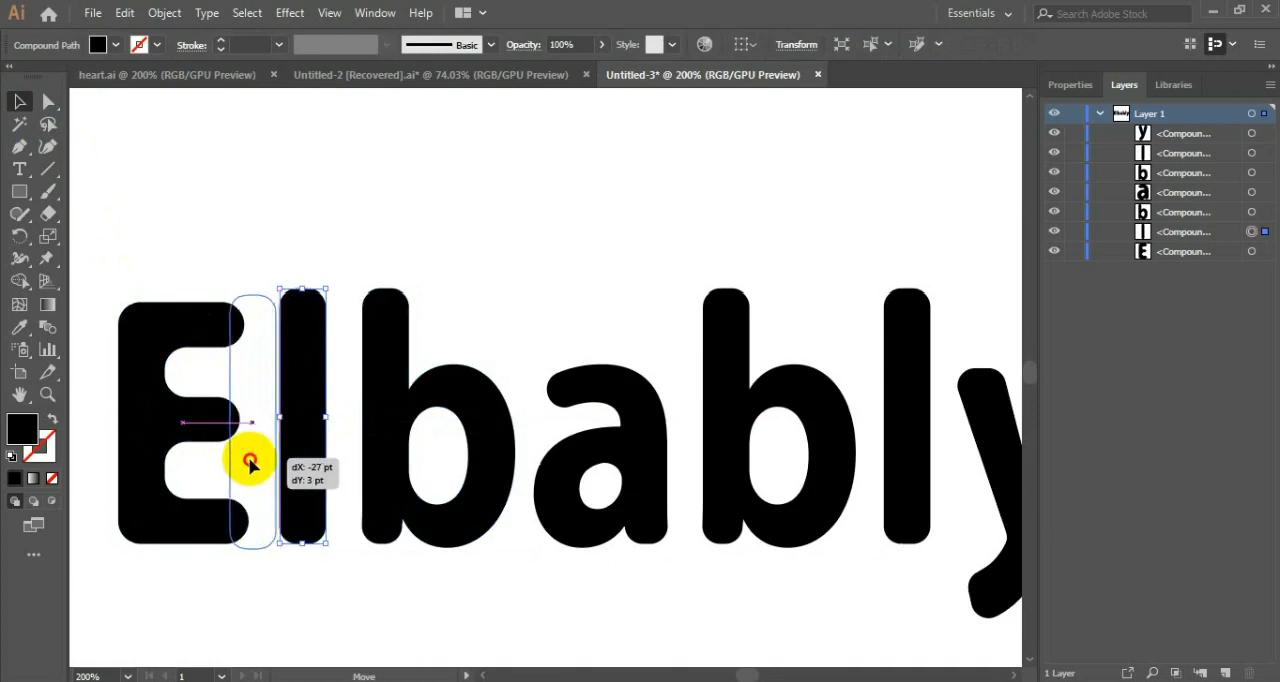 Ai File Edit Object Type Select Effect View Window Help Essentials Search Adobe Stock
Compound Path Stroke: Basic Opacity: 100% Style: Transform
heart.ai @ 200% (RGB/GPU Preview) × Untitled-2 [Recovered].ai* @ 74.03% (RGB/GPU Preview) × Untitled-3* @ 200% (RGB/GPU Preview) ×
Properties Layers Libraries
Layer 1
<Compoun...
<Compoun...
<Compoun...
<Compoun...
<Compoun...
<Compoun...
<Compoun...
Elbably
dX: -27 pt
dY: 3 pt
200% 1 Move 1 Layer